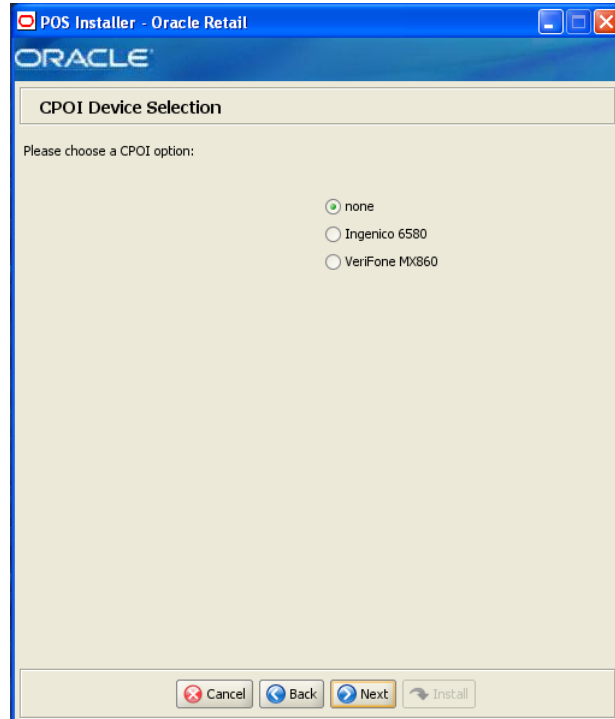 POS Installer - Oracle Retail
ORACLE
CPOI Device Selection
Please choose a CPOI option:
none
Ingenico 6580
VeriFone MX860
Cancel Back Next Install